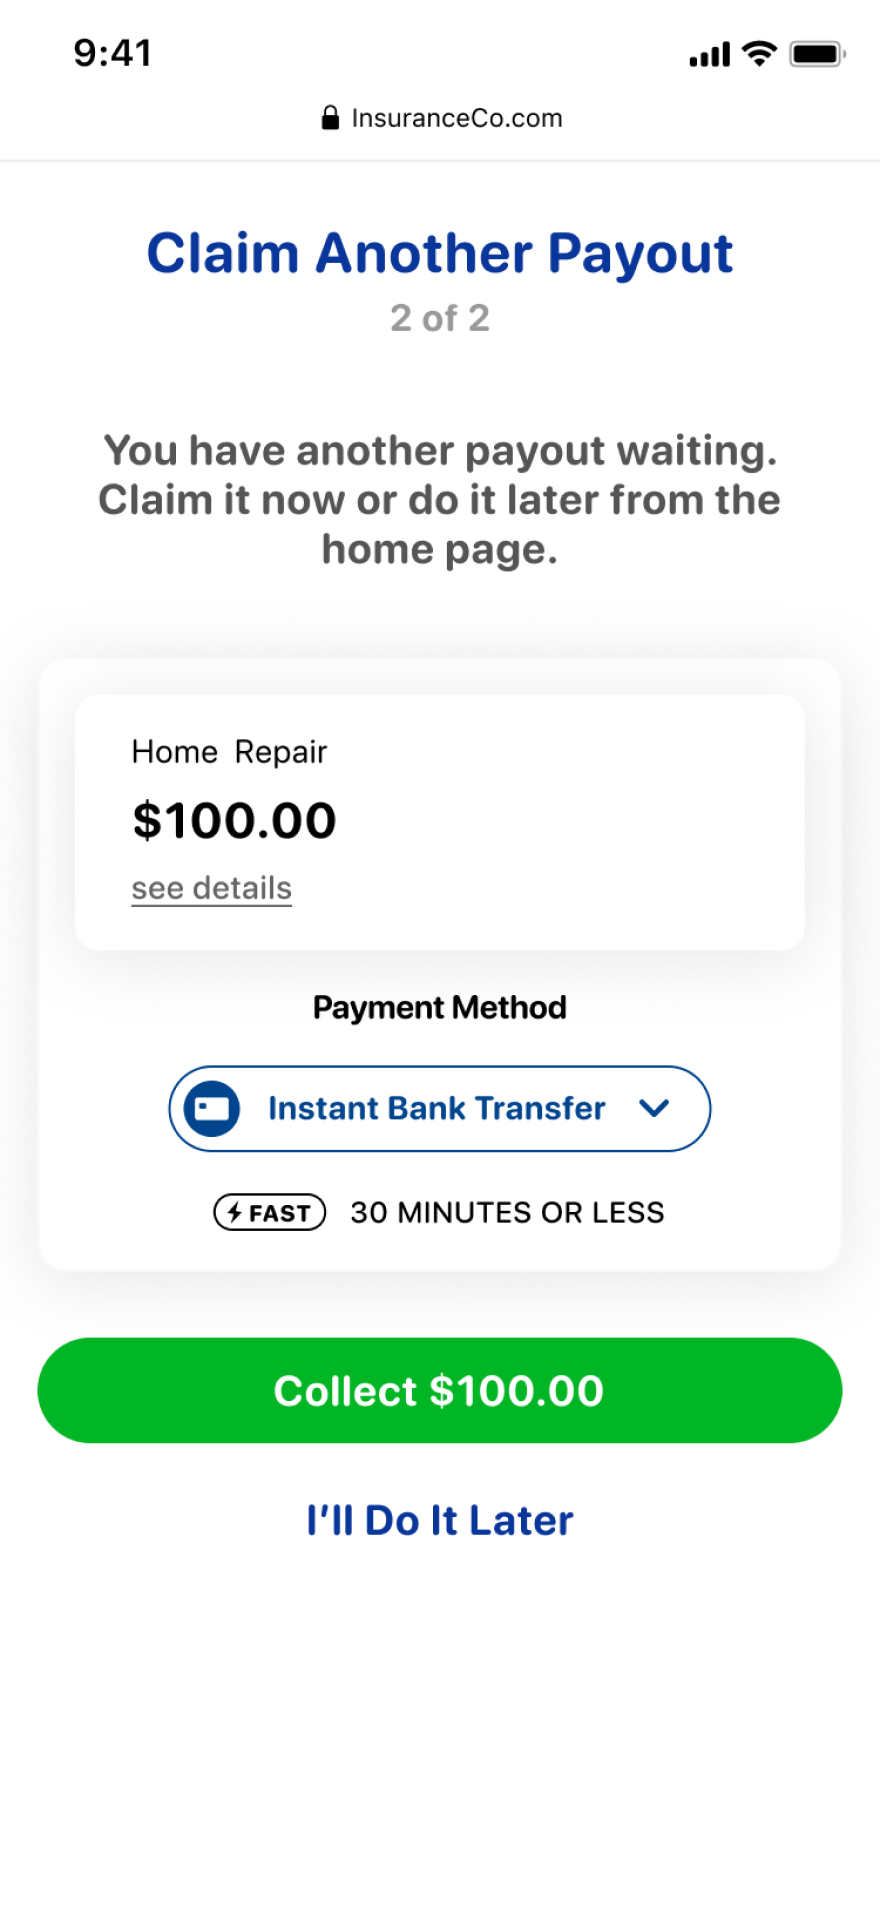 9:41
InsuranceCo.com
Claim Another Payout
2 of 2
You have another payout waiting.
Claim it now or do it later from the
home page.
Home  Repair
$100.00
see details
Payment Method
Instant Bank Transfer
FAST 30 MINUTES OR LESS
Collect $100.00
I’ll Do It Later